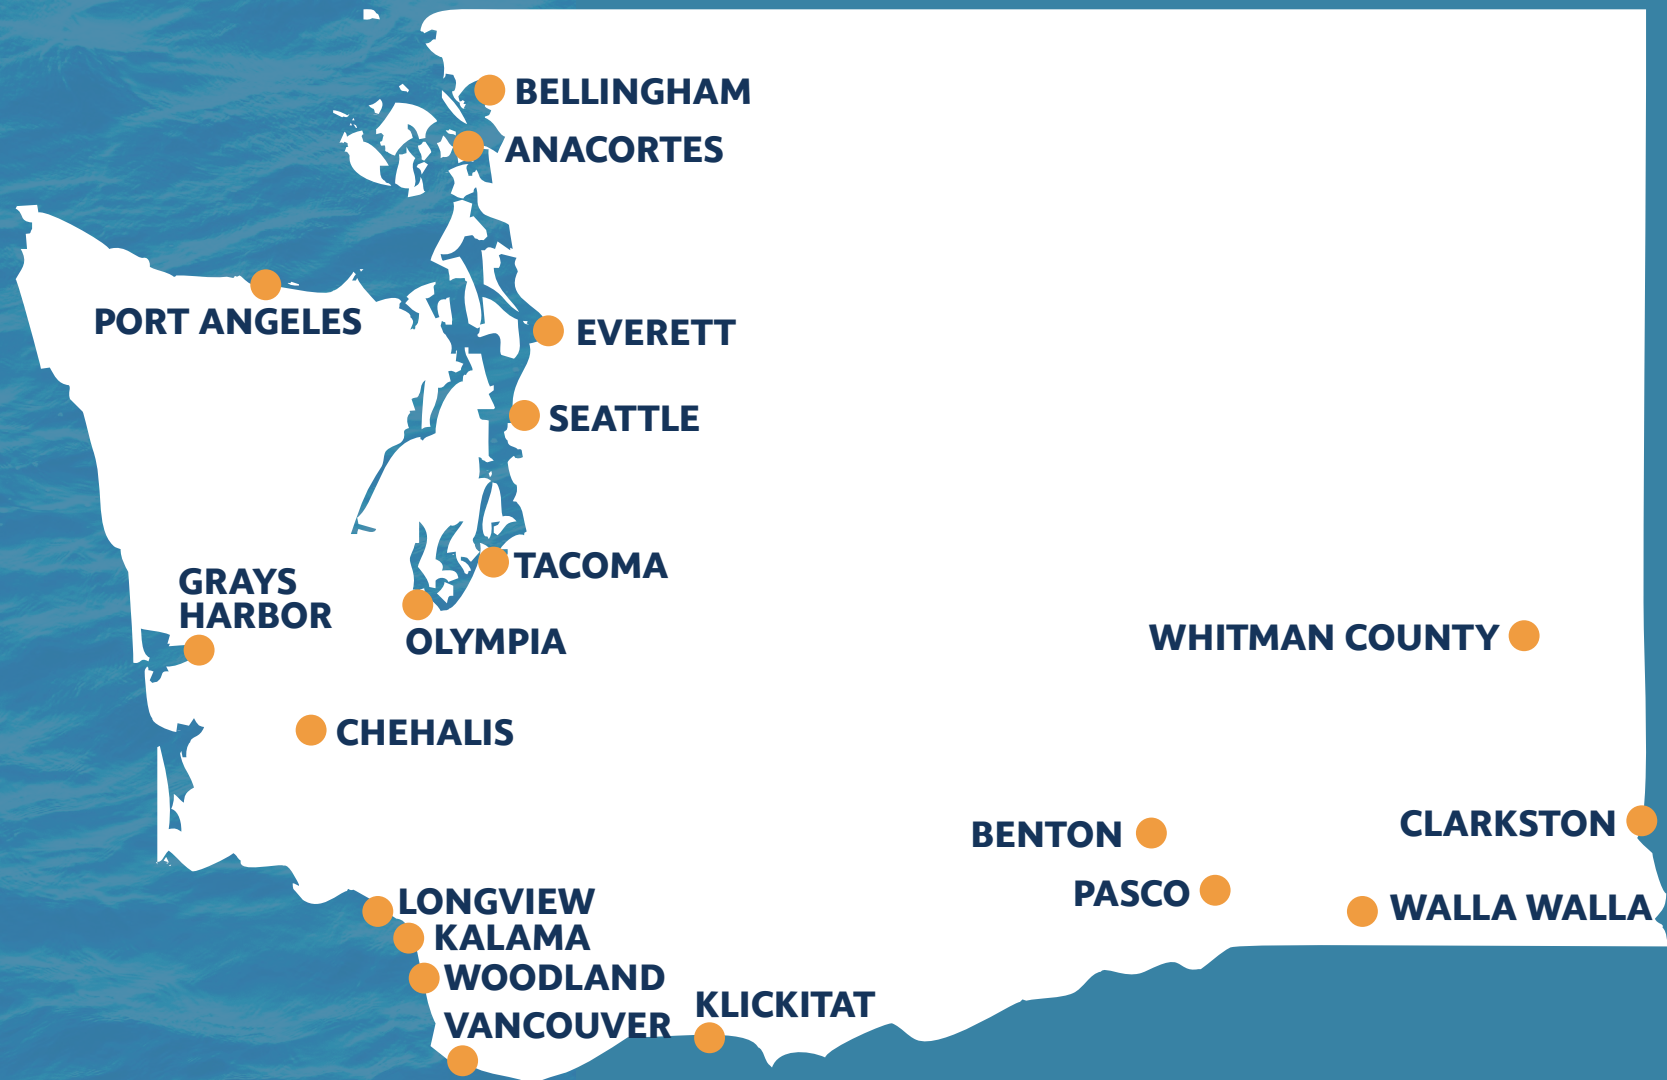 BELLINGHAM
ANACORTES
PORT ANGELES
EVERETT
SEATTLE
TACOMA
GRAYS
HARBOR
OLYMPIA
WHITMAN COUNTY
CHEHALIS
CLARKSTON
BENTON
PASCO
WALLA WALLA
LONGVIEW
KALAMA
WOODLAND
KLICKITAT
VANCOUVER